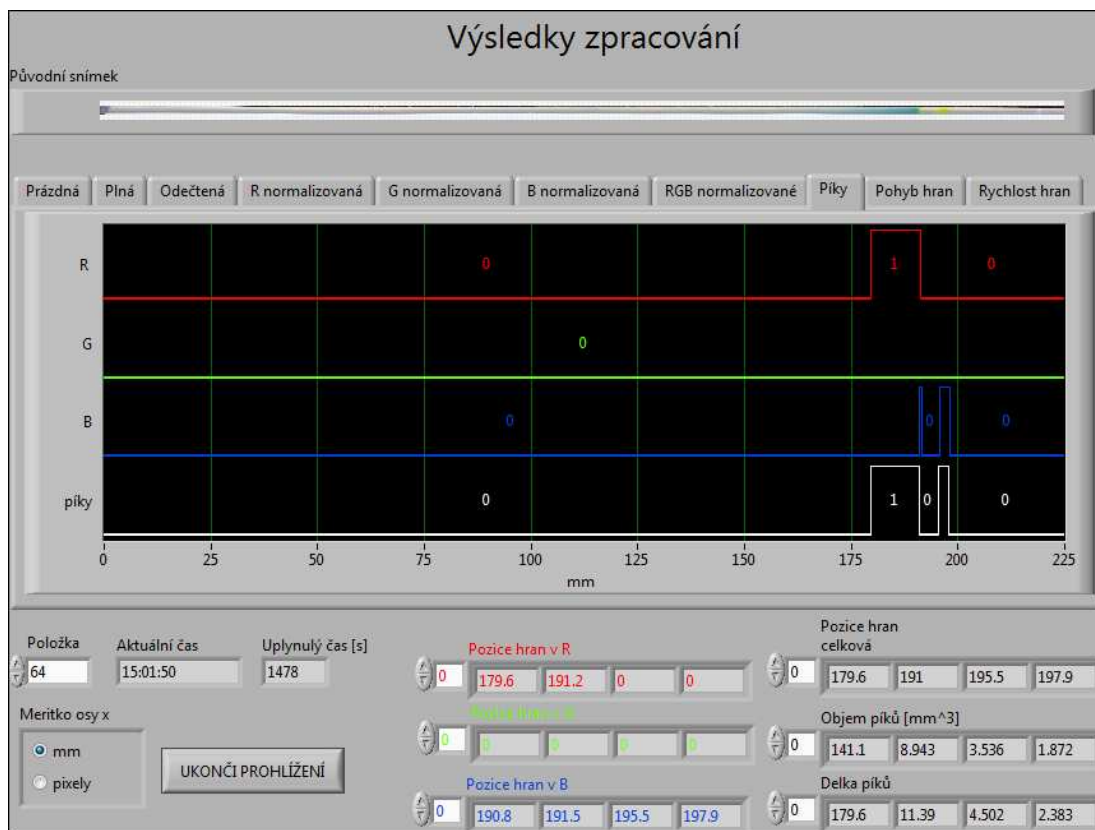 Výsledky zpracování
Původní snímek
Prázdná Plná Odečtená R normalizovaná G normalizovaná B normalizovaná RGB normalizované Píky Pohyb hran Rychlost hran
R 0 1 0
G 0
B 0 0 0
píky 0 1 0 0
0 25 50 75 100 125 150 175 200 225
mm
Položka Aktuální čas Uplynulý čas [s]
64 15:01:50 1478
Meritko osy x
mm
pixely
UKONČI PROHLÍŽENÍ
Pozice hran v R
0 179.6 191.2 0 0
0 0 0 0 0
Pozice hran v B
0 190.8 191.5 195.5 197.9
Pozice hran
celková
0 179.6 191 195.5 197.9
Objem píků [mm^3]
0 141.1 8.943 3.536 1.872
Delka píků
0 179.6 11.39 4.502 2.383